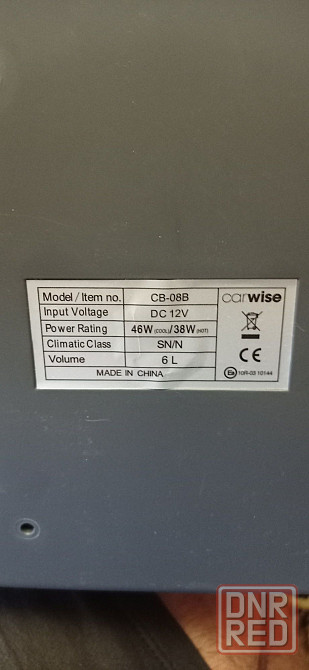 Model / Item no. CB-08B
Input Voltage DC 12V
Power Rating 46W (COOL)/38W (HOT)
Climatic Class SN/N
Volume 6 L
MADE IN CHINA
carwise
CE
10R-03 10144
DNR
RED